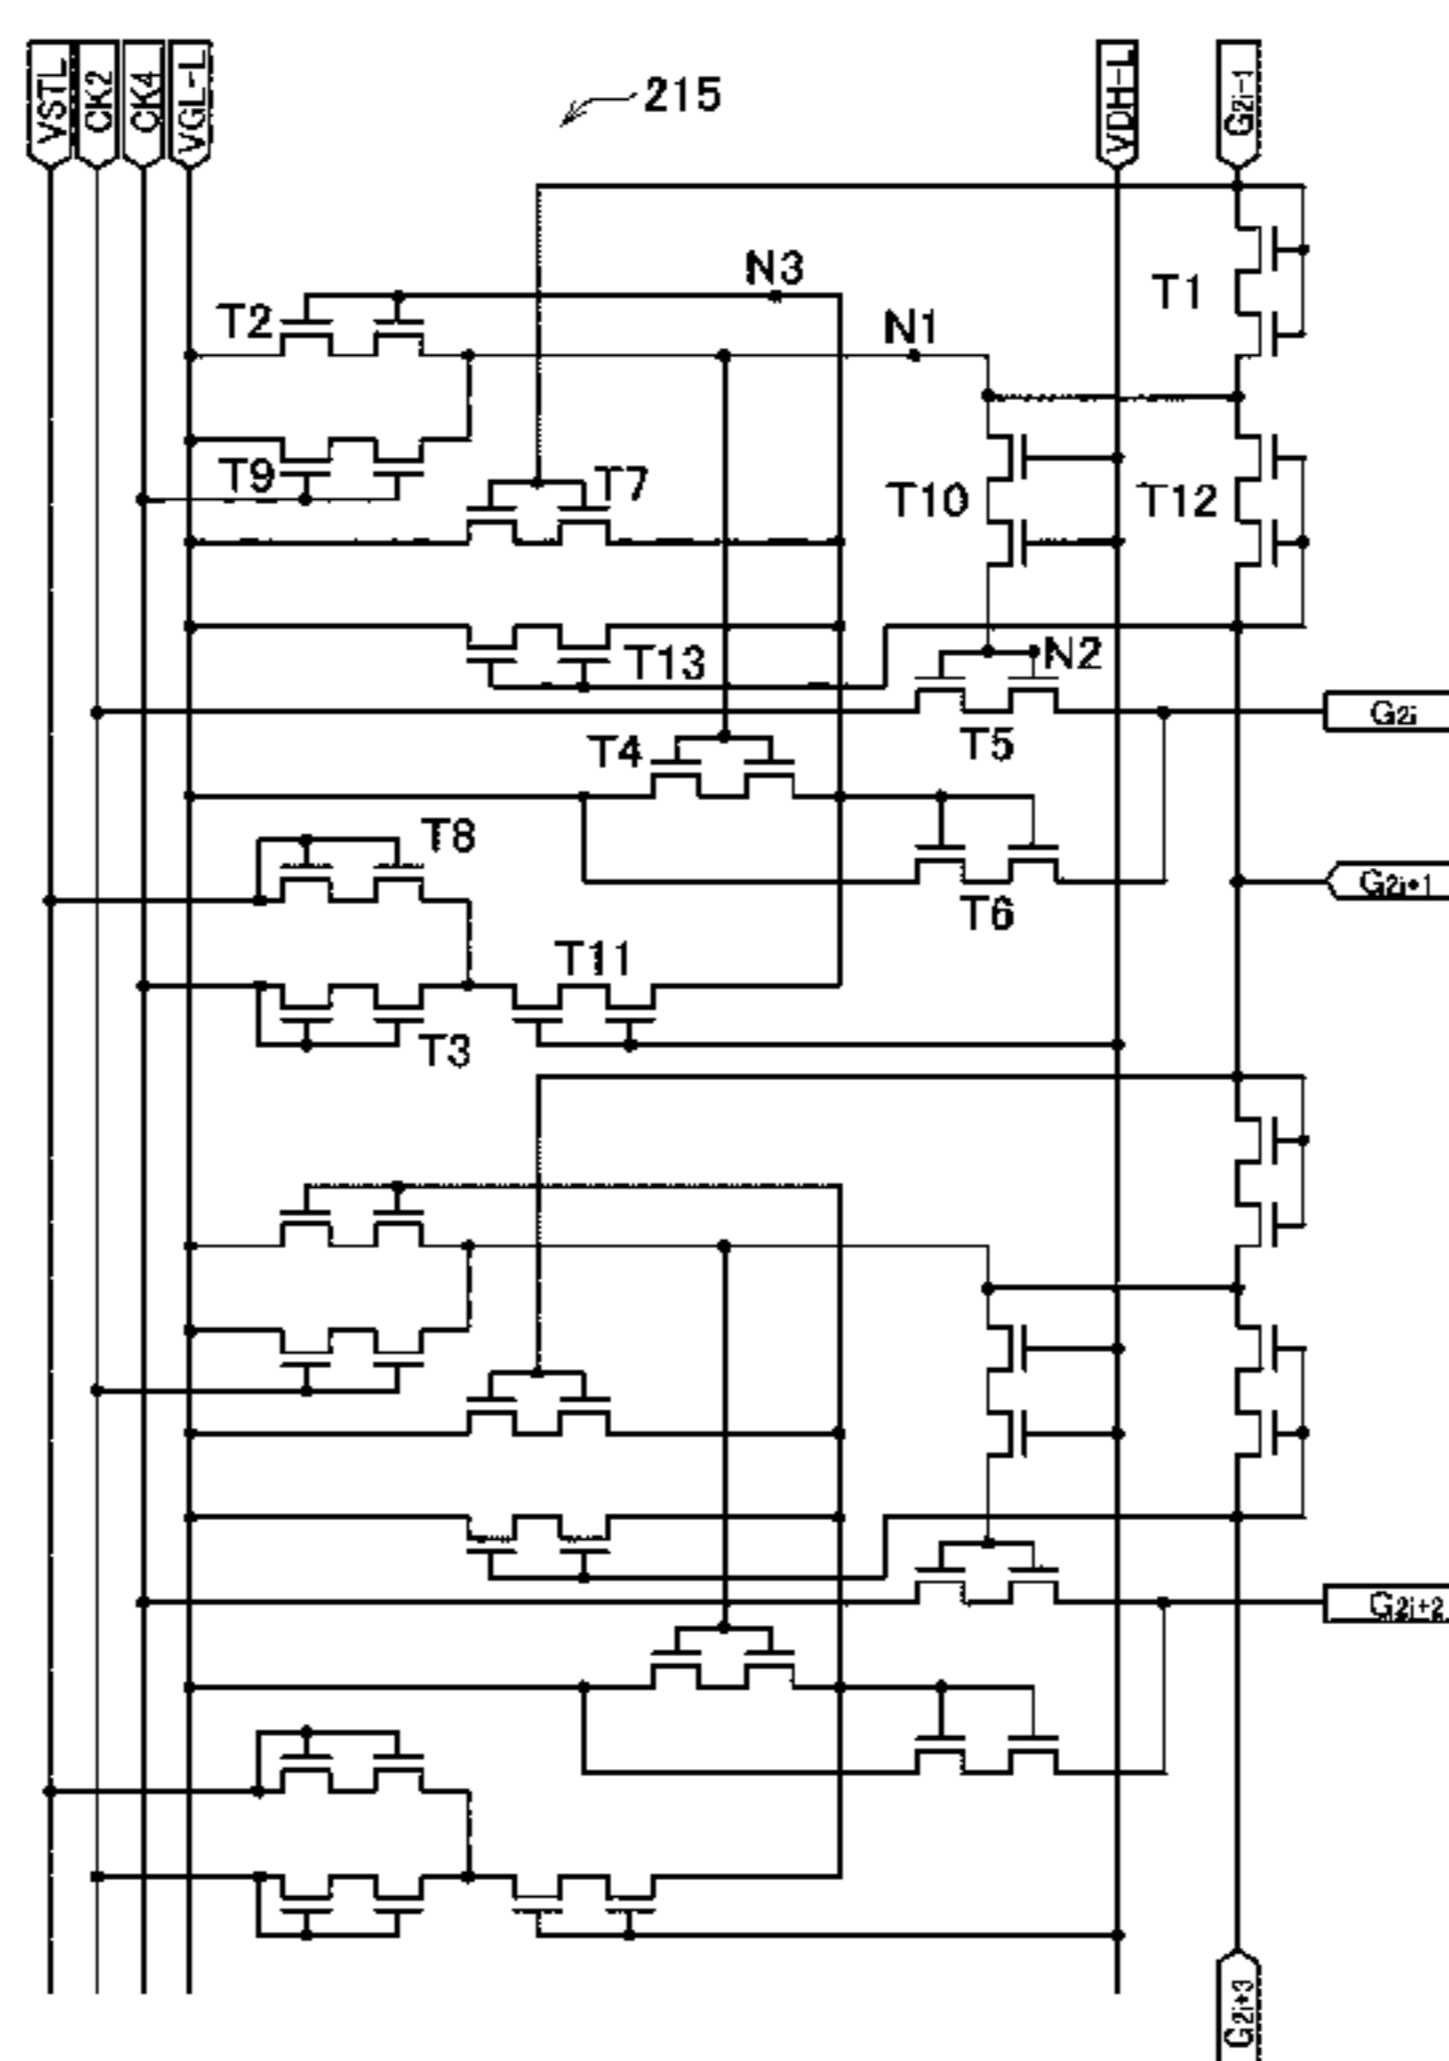 VSTL
CK2
CK4
VGL-L
215
VDH-L
G2i-1
T1
N3
T2
N1
T9
T7
T10
T12
T13
N2
G2i
T4
T5
T8
G2i+1
T6
T11
T3
G2i+2
G2i+3